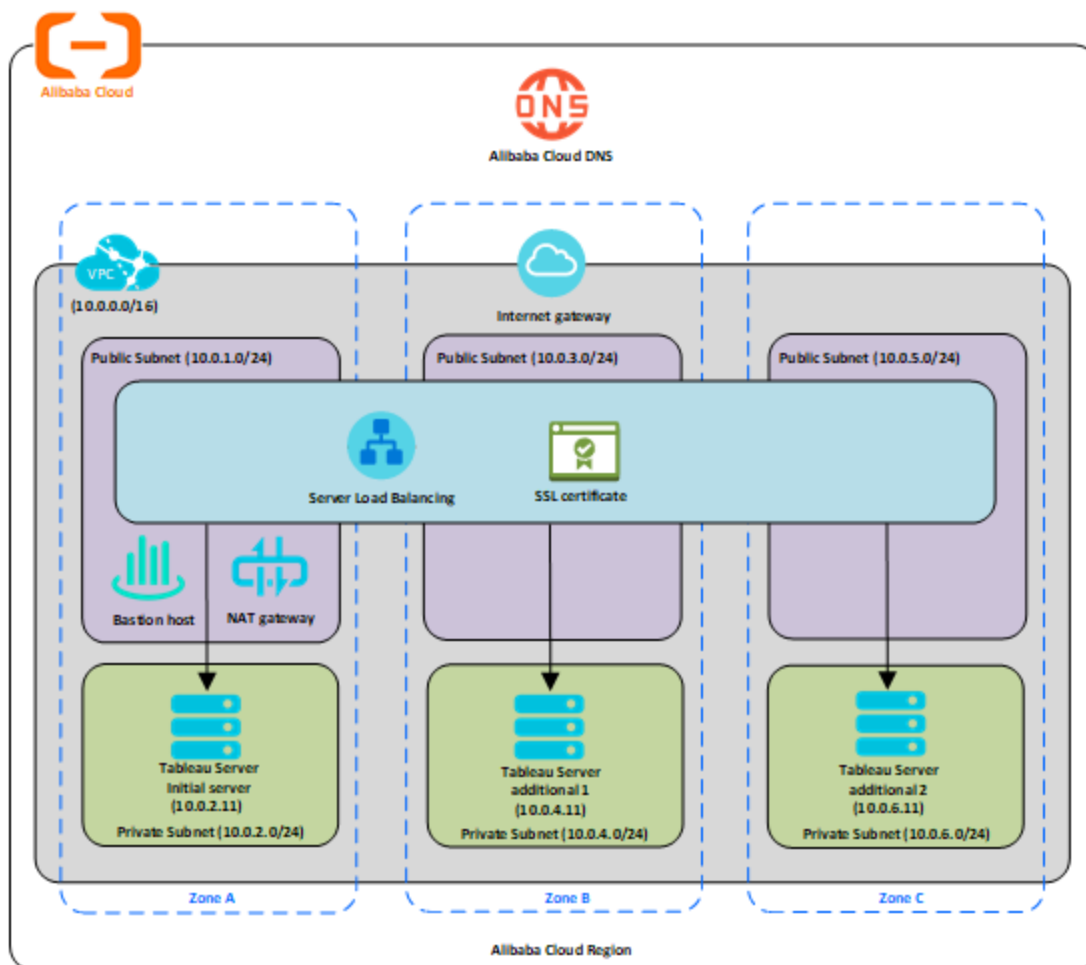 Alibaba Cloud
DNS
Alibaba Cloud DNS
VPC
(10.0.0.0/16)
Internet gateway
Public Subnet (10.0.1.0/24)
Public Subnet (10.0.3.0/24)
Public Subnet (10.0.5.0/24)
Server Load Balancing
SSL certificate
Bastion host
NAT gateway
Tableau Server
Initial server
(10.0.2.11)
Private Subnet (10.0.2.0/24)
Tableau Server
additional 1
(10.0.4.11)
Private Subnet (10.0.4.0/24)
Tableau Server
additional 2
(10.0.6.11)
Private Subnet (10.0.6.0/24)
Zone A
Zone B
Zone C
Alibaba Cloud Region